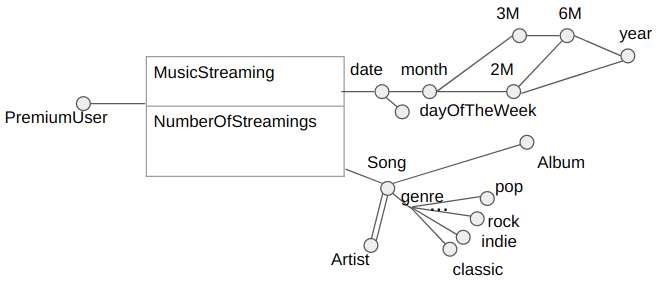 3M
6M
year
date
month
2M
MusicStreaming
dayOfTheWeek
PremiumUser
NumberOfStreamings
Song
Album
genre
pop
...
rock
indie
Artist
classic